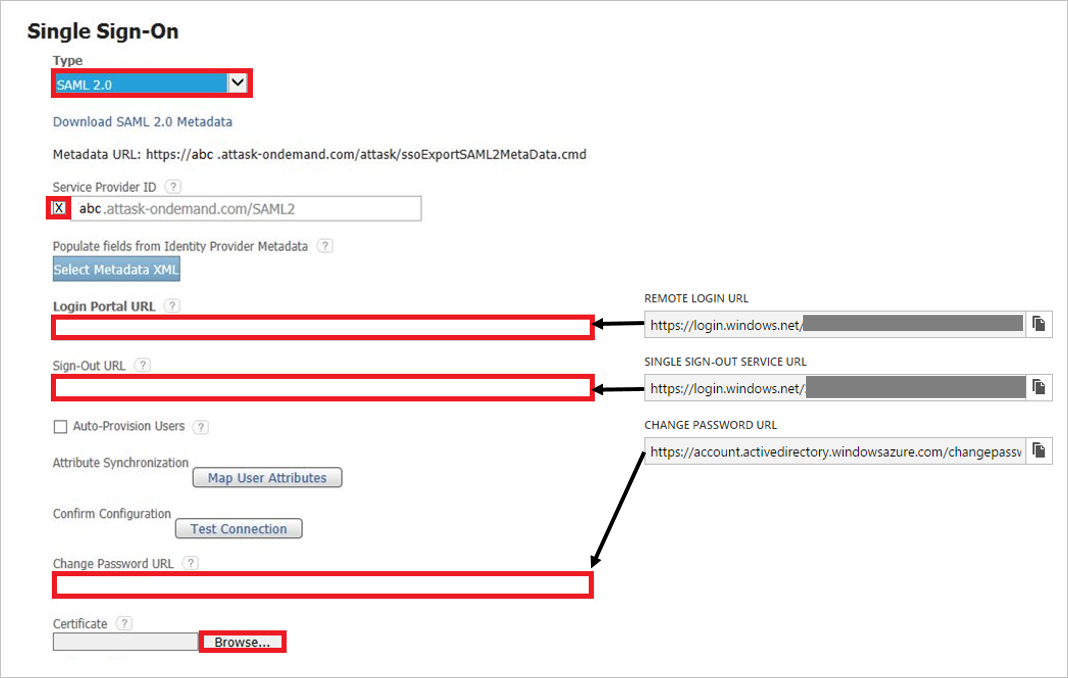 Single Sign-On
Type
SAML 2.0
Download SAML 2.0 Metadata
Metadata URL: https://abc .attask-ondemand.com/attask/ssoExportSAML2MetaData.cmd
Service Provider ID ?
X abc .attask-ondemand.com/SAML2
Populate fields from Identity Provider Metadata ?
Select Metadata XML
Login Portal URL ?
REMOTE LOGIN URL
https://login.windows.net/
Sign-Out URL ?
SINGLE SIGN-OUT SERVICE URL
https://login.windows.net/
Auto-Provision Users ?
CHANGE PASSWORD URL
https://account.activedirectory.windowsazure.com/changepassw
Attribute Synchronization
Map User Attributes
Confirm Configuration
Test Connection
Change Password URL ?
Certificate ?
Browse...